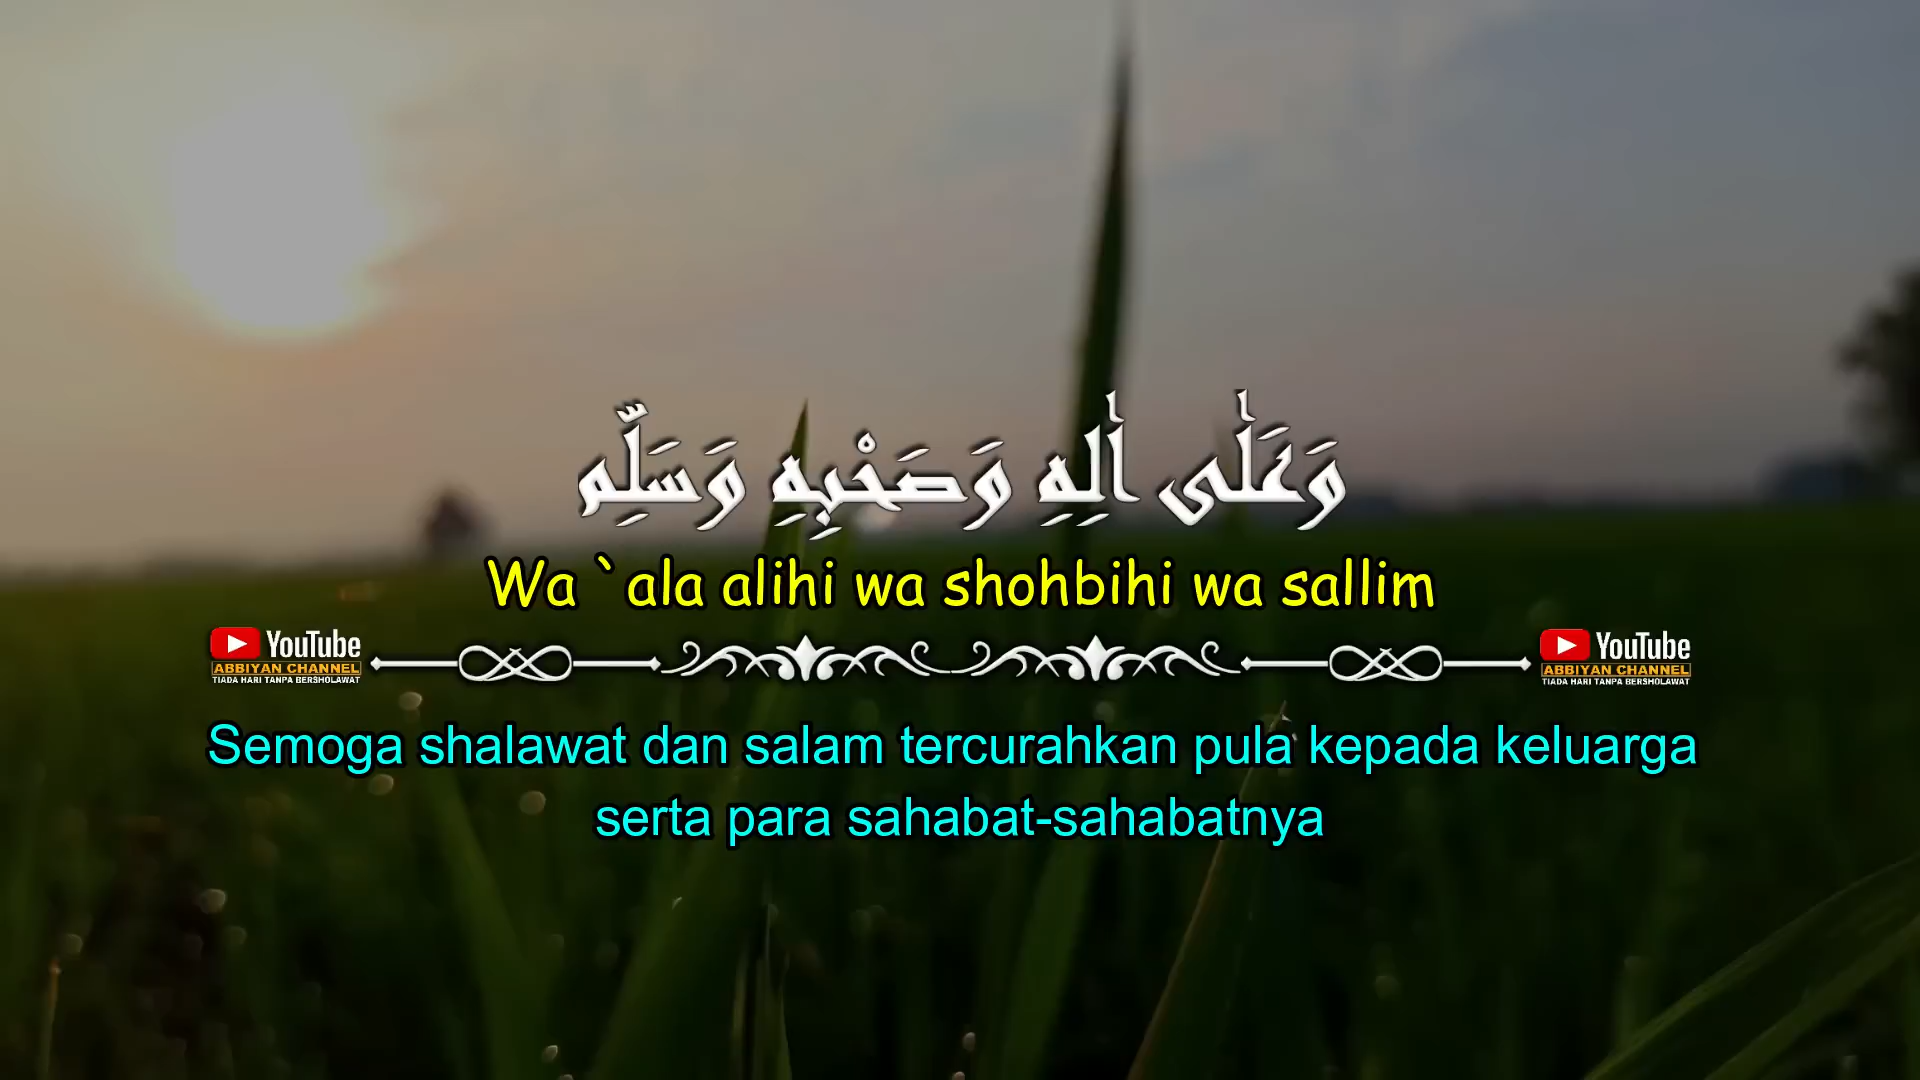 وَعَلٰى اٰلِهِ وَصَحْبِهِ وَسَلِّم
Wa `ala alihi wa shohbihi wa sallim
YouTube
ABBIYAN CHANNEL
TIADA HARI TANPA BERSHOLAWAT
YouTube
ABBIYAN CHANNEL
TIADA HARI TANPA BERSHOLAWAT
Semoga shalawat dan salam tercurahkan pula kepada keluarga
serta para sahabat-sahabatnya